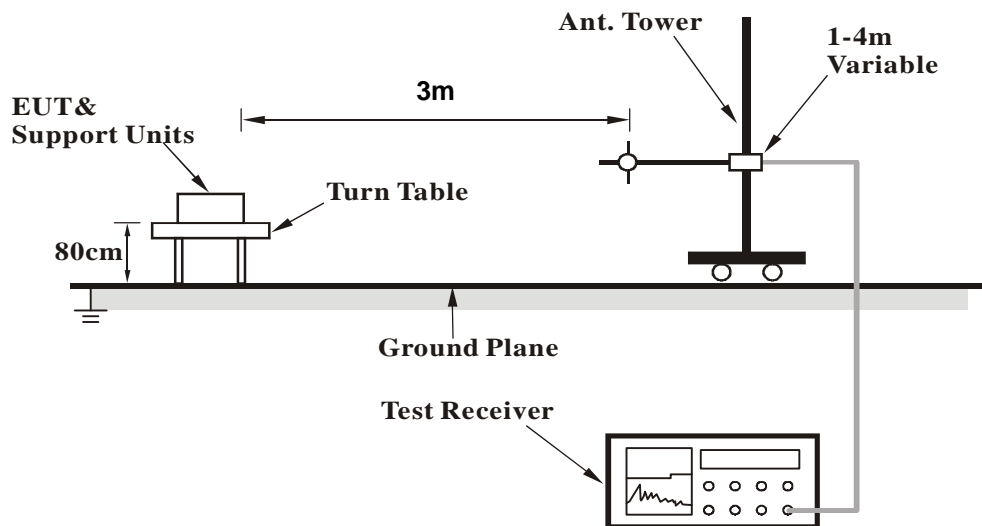 Ant. Tower
1-4m
Variable
3m
EUT&
Support Units
Turn Table
80cm
Ground Plane
Test Receiver